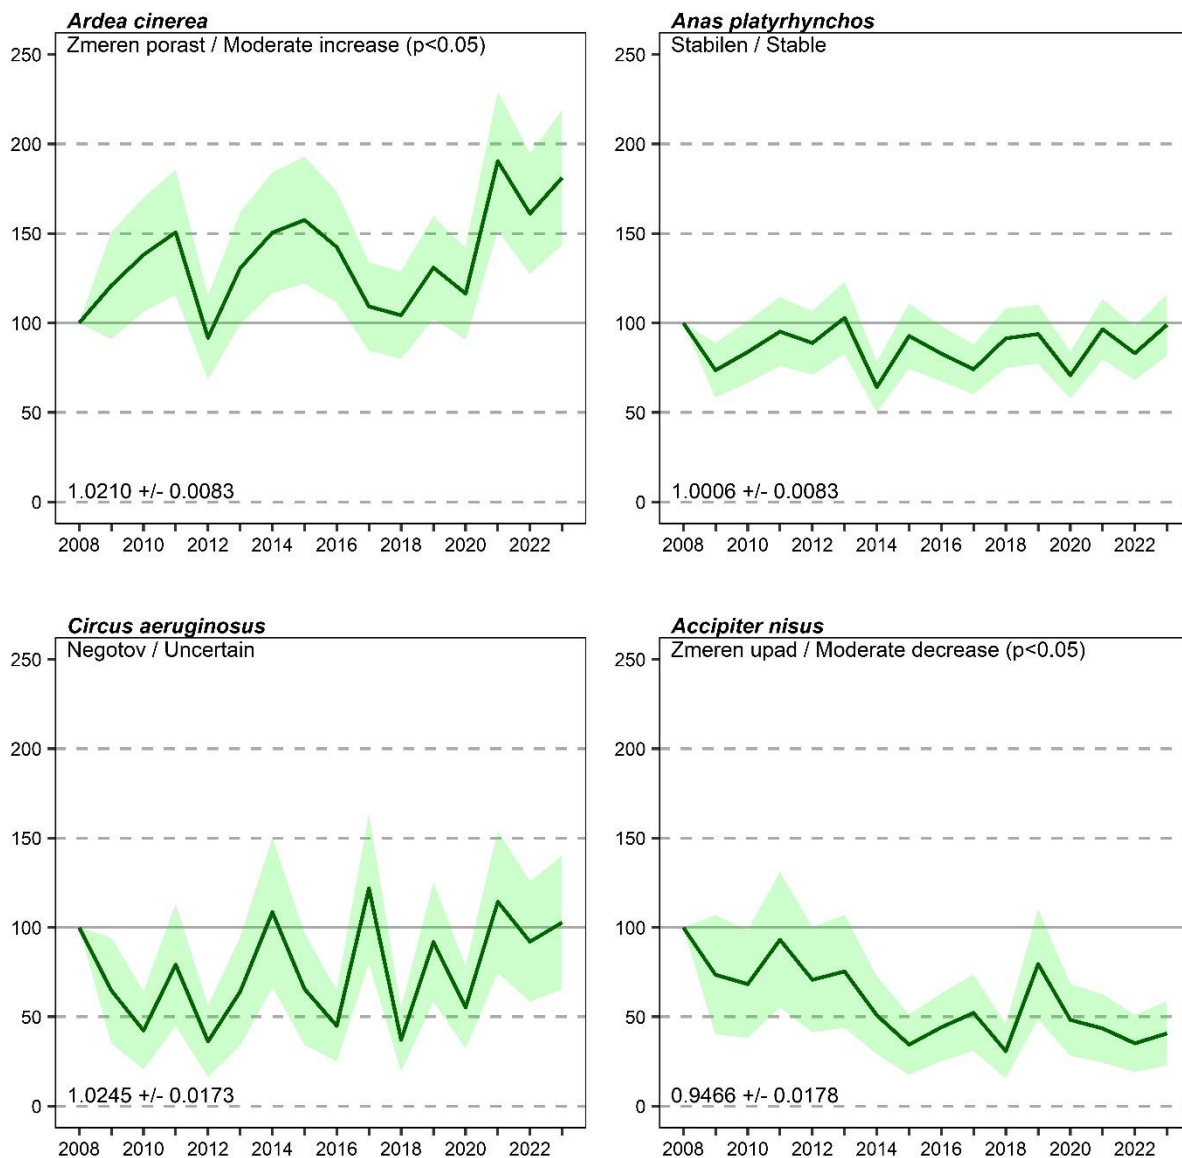 Ardea cinerea
Zmeren porast / Moderate increase (p<0.05)
250
200
150
100
50
0
1.0210 +/- 0.0083
2008 2010 2012 2014 2016 2018 2020 2022
Anas platyrhynchos
Stabilen / Stable
250
200
150
100
50
0
1.0006 +/- 0.0083
2008 2010 2012 2014 2016 2018 2020 2022
Circus aeruginosus
Negotov / Uncertain
250
200
150
100
50
0
1.0245 +/- 0.0173
2008 2010 2012 2014 2016 2018 2020 2022
Accipiter nisus
Zmeren upad / Moderate decrease (p<0.05)
250
200
150
100
50
0
0.9466 +/- 0.0178
2008 2010 2012 2014 2016 2018 2020 2022